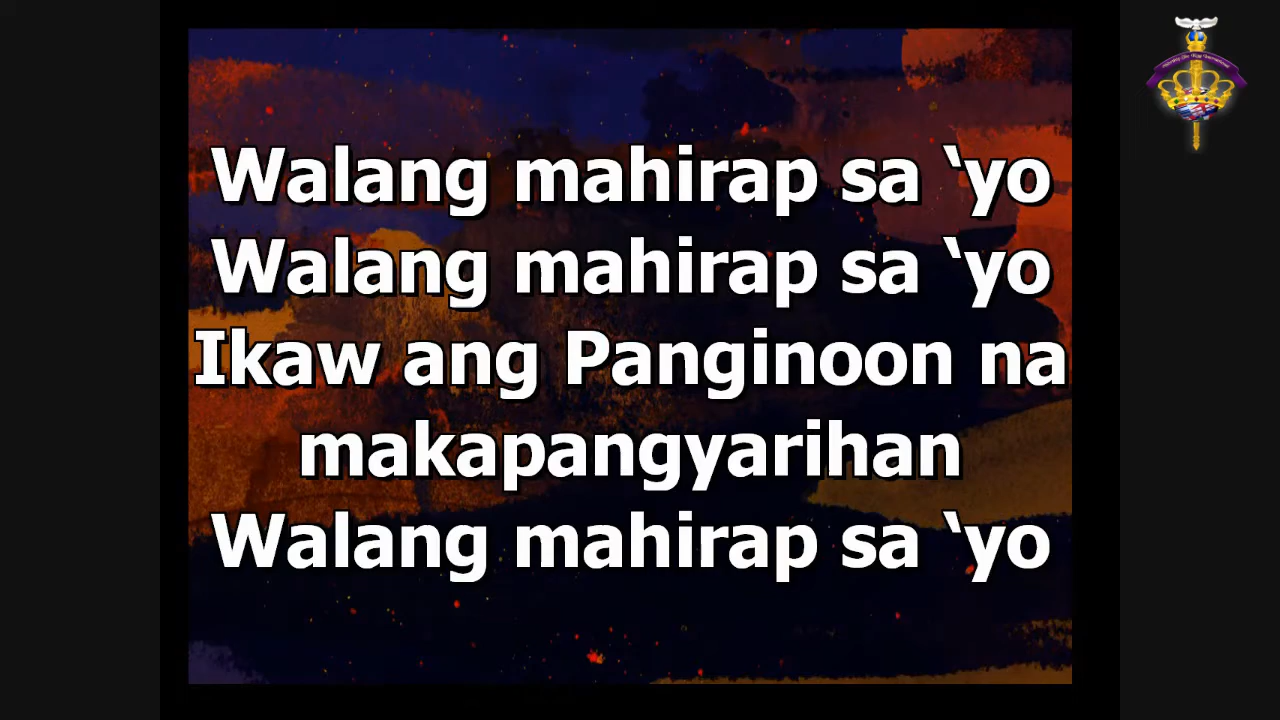 Walang mahirap sa ‘yo
Walang mahirap sa ‘yo
Ikaw ang Panginoon na
makapangyarihan
Walang mahirap sa ‘yo